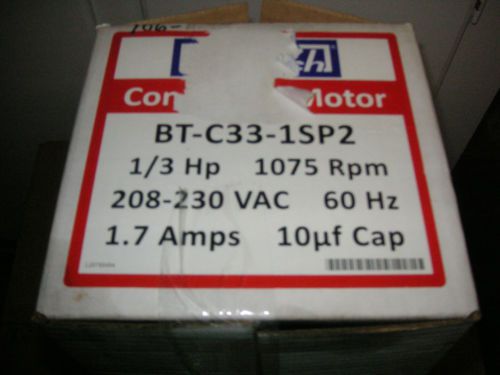 ch
Con Motor
BT-C33-1SP2
1/3 Hp 1075 Rpm
208-230 VAC 60 Hz
1.7 Amps 10µf Cap